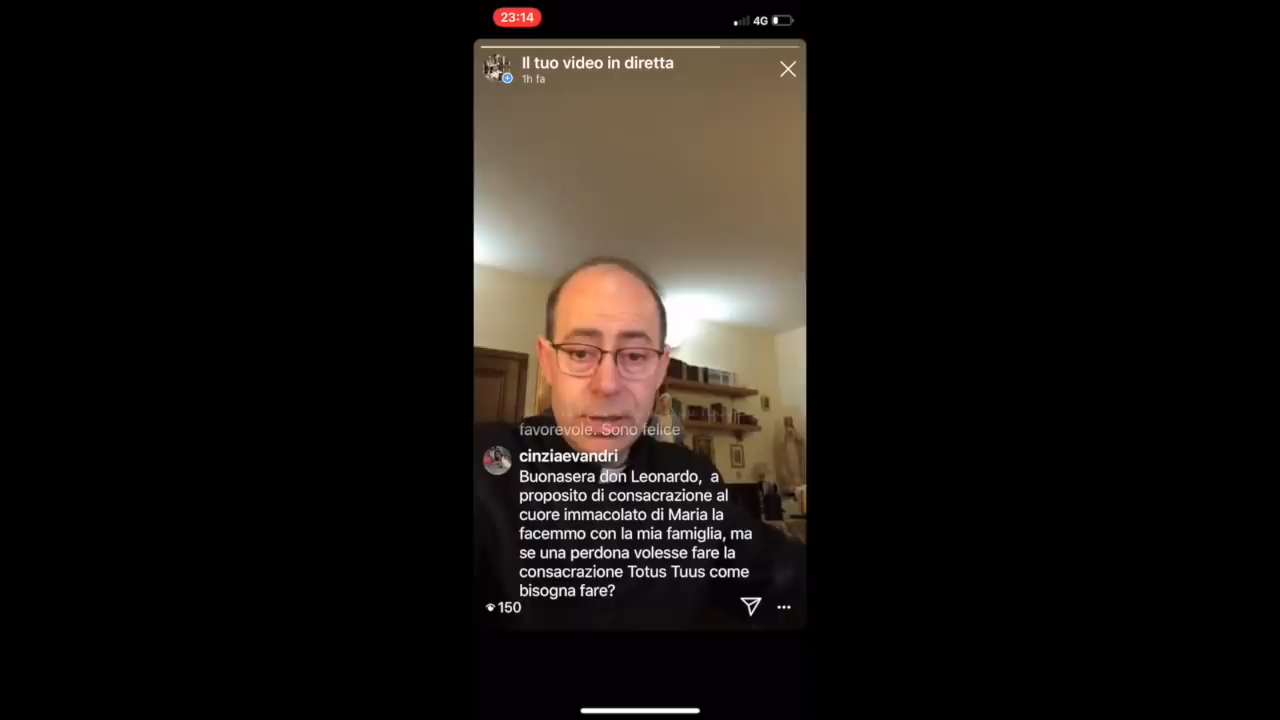 23:14
4G
Il tuo video in diretta
1h fa
favorevole. Sono felice
cinziaevandri
Buonasera don Leonardo, a
proposito di consacrazione al
cuore immacolato di Maria la
facemmo con la mia famiglia, ma
se una perdona volesse fare la
consacrazione Totus Tuus come
bisogna fare?
150